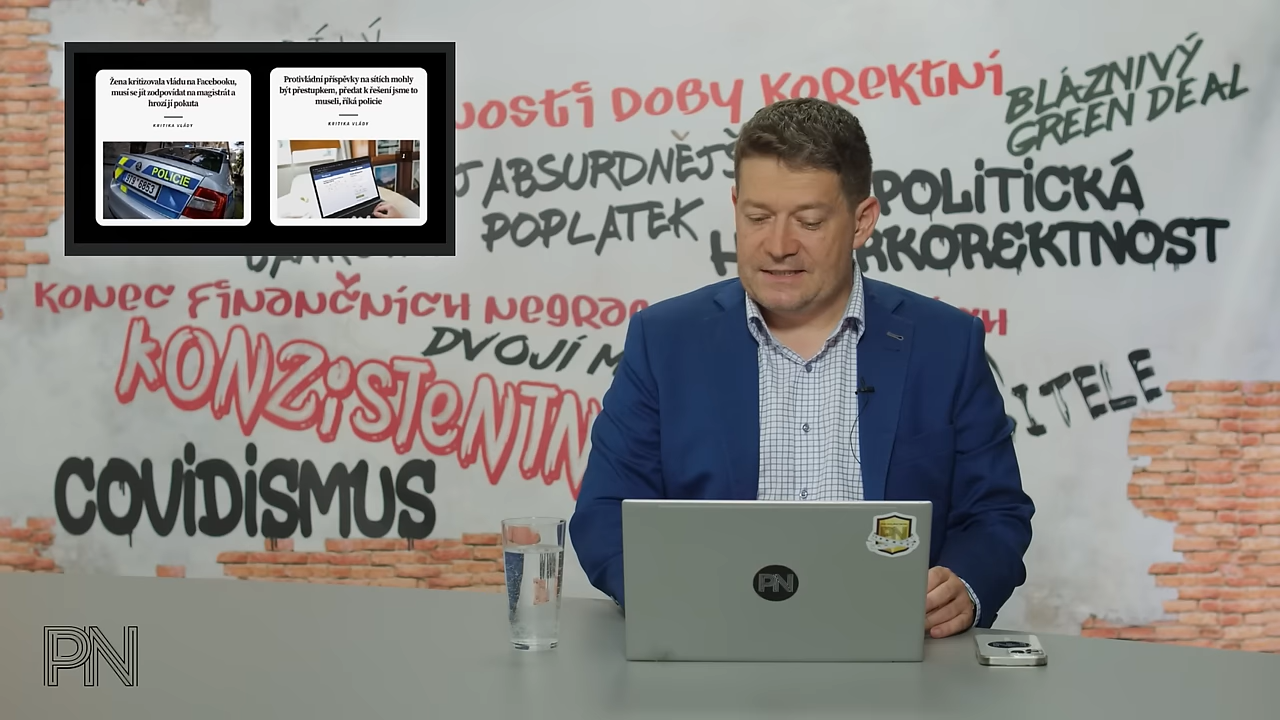 Žena kritizovala vládu na Facebooku,
musí se jít zodpovídat na magistrát a
hrozí jí pokuta
KRITIKA VLÁDY
POLICIE
Protivládní příspěvky na sítích mohly
být přestupkem, předat k řešení jsme to
museli, říká policie
KRITIKA VLÁDY
DOBY KOREKTNÍ
BLÁZNIVÝ
GREEN DEAL
ABSURDNĚJŠ
POPLATEK
POLITICKÁ
KOREKTNOST
KONEC FINANČNÍCH NEGRA
KONZISTENTN
DVOJÍ M
ITELE
COVIDISMUS
PN
PN